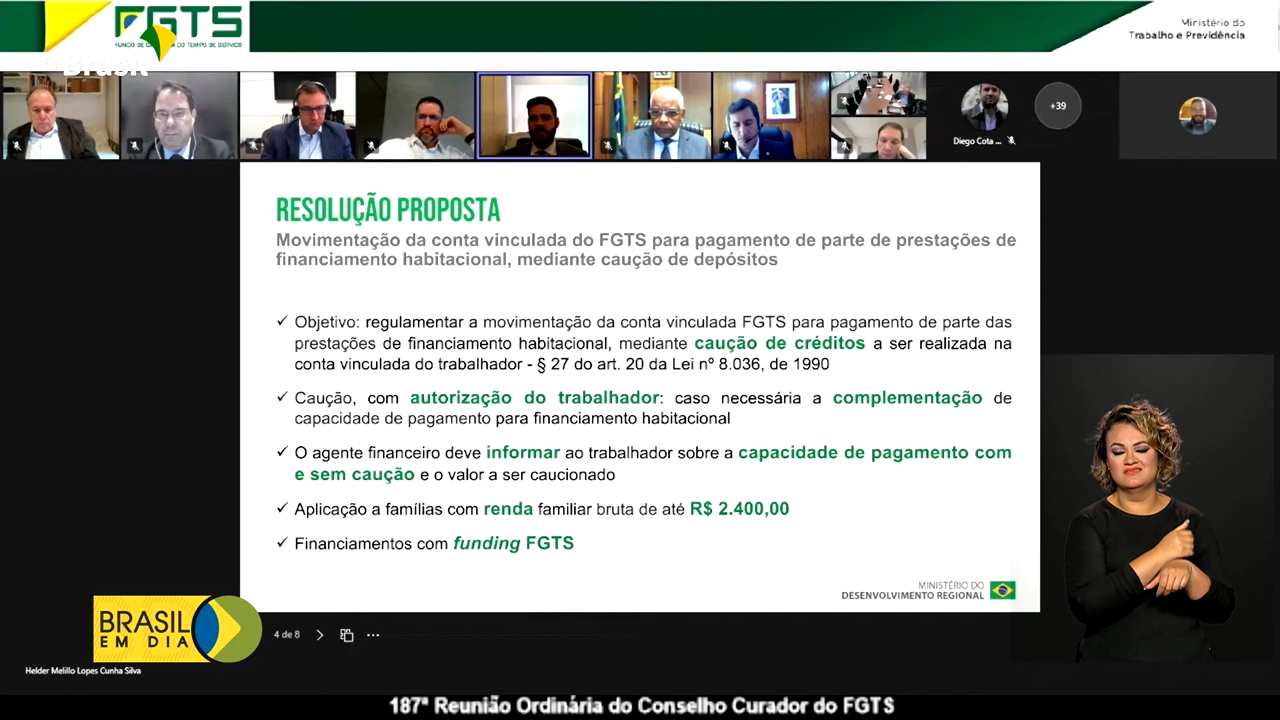 FGTS
Ministério do
Trabalho e Previdência
Brasil
+39
Diego Cota ...
RESOLUÇÃO PROPOSTA
Movimentação da conta vinculada do FGTS para pagamento de parte de prestações de
financiamento habitacional, mediante caução de depósitos
✓ Objetivo: regulamentar a movimentação da conta vinculada FGTS para pagamento de parte das
prestações de financiamento habitacional, mediante caução de créditos a ser realizada na
conta vinculada do trabalhador - § 27 do art. 20 da Lei nº 8.036, de 1990
✓ Caução, com autorização do trabalhador: caso necessária a complementação de
capacidade de pagamento para financiamento habitacional
✓ O agente financeiro deve informar ao trabalhador sobre a capacidade de pagamento com
e sem caução e o valor a ser caucionado
✓ Aplicação a famílias com renda familiar bruta de até R$ 2.400,00
✓ Financiamentos com funding FGTS
MINISTÉRIO DO
DESENVOLVIMENTO REGIONAL
BRASIL
EM DIA
4 de 8
Helder Melillo Lopes Cunha Silva
187ª Reunião Ordinária do Conselho Curador do FGTS